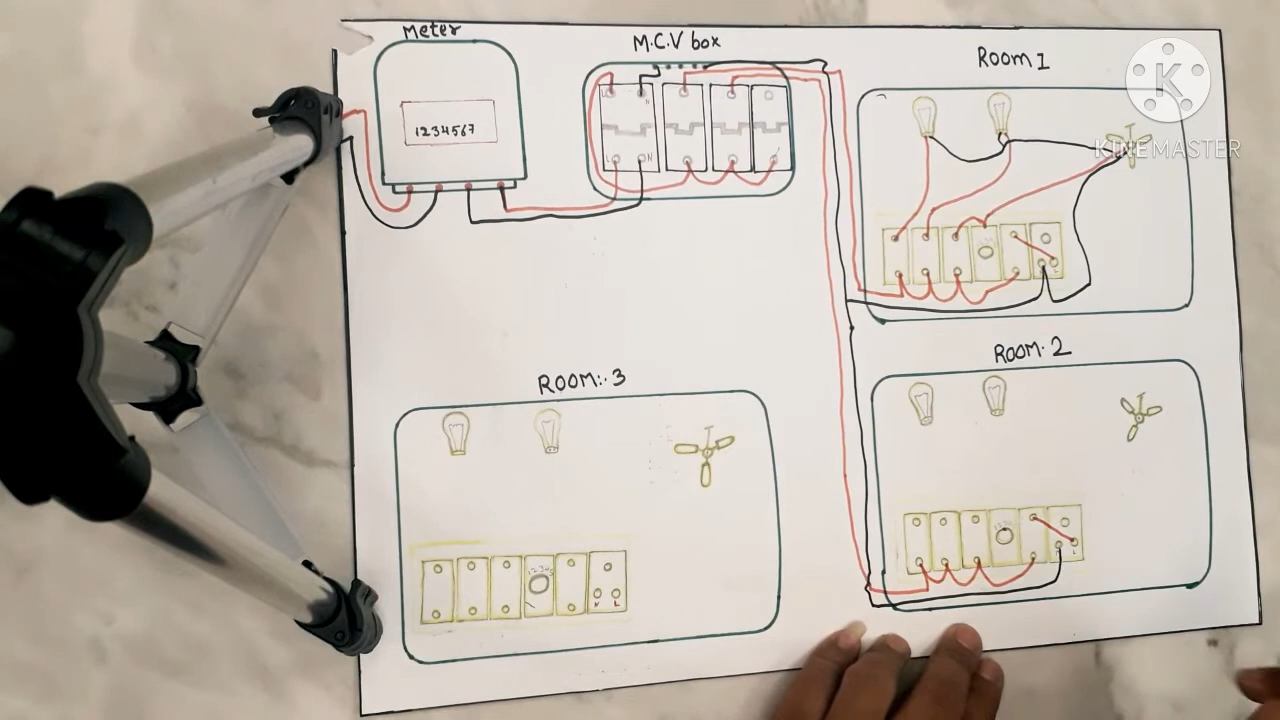 Meter
1234567
M.C.V box
L
N
L
N
Room 1
KINEMASTER
ROOM. 2
ROOM:. 3
N L